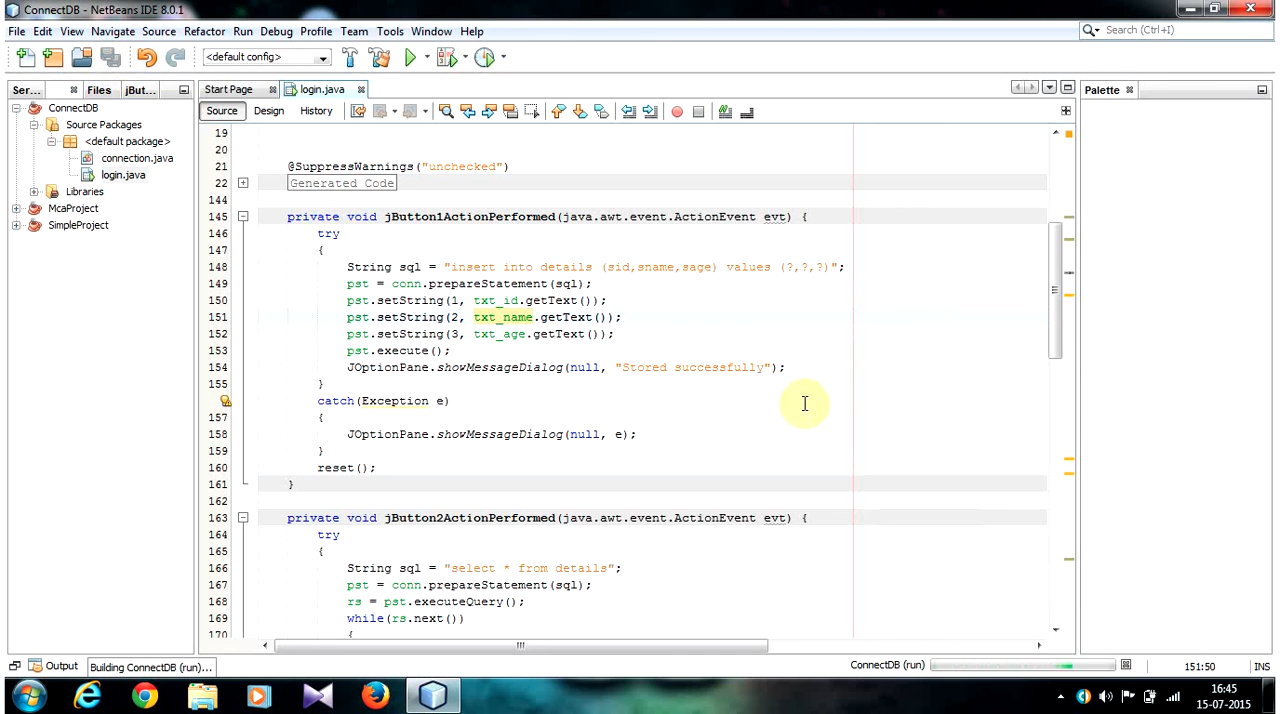 ConnectDB - NetBeans IDE 8.0.1
File Edit View Navigate Source Refactor Run Debug Profile Team Tools Window Help
Search (Ctrl+I)
<default config>
Ser... Files jBut...
Start Page login.java
Palette
Source Design History
ConnectDB
Source Packages
<default package>
connection.java
login.java
Libraries
McaProject
SimpleProject
19
20
21 @SuppressWarnings("unchecked")
22 Generated Code
144
145 private void jButton1ActionPerformed(java.awt.event.ActionEvent evt) {
146 try
147 {
148 String sql = "insert into details (sid,sname,sage) values (?,?,?)";
149 pst = conn.prepareStatement(sql);
150 pst.setString(1, txt_id.getText());
151 pst.setString(2, txt_name.getText());
152 pst.setString(3, txt_age.getText());
153 pst.execute();
154 JOptionPane.showMessageDialog(null, "Stored successfully");
155 }
catch(Exception e)
157 {
158 JOptionPane.showMessageDialog(null, e);
159 }
160 reset();
161 }
162
163 private void jButton2ActionPerformed(java.awt.event.ActionEvent evt) {
164 try
165 {
166 String sql = "select * from details";
167 pst = conn.prepareStatement(sql);
168 rs = pst.executeQuery();
169 while(rs.next())
170 {
Output Building ConnectDB (run)... ConnectDB (run) 151:50 INS
16:45
15-07-2015